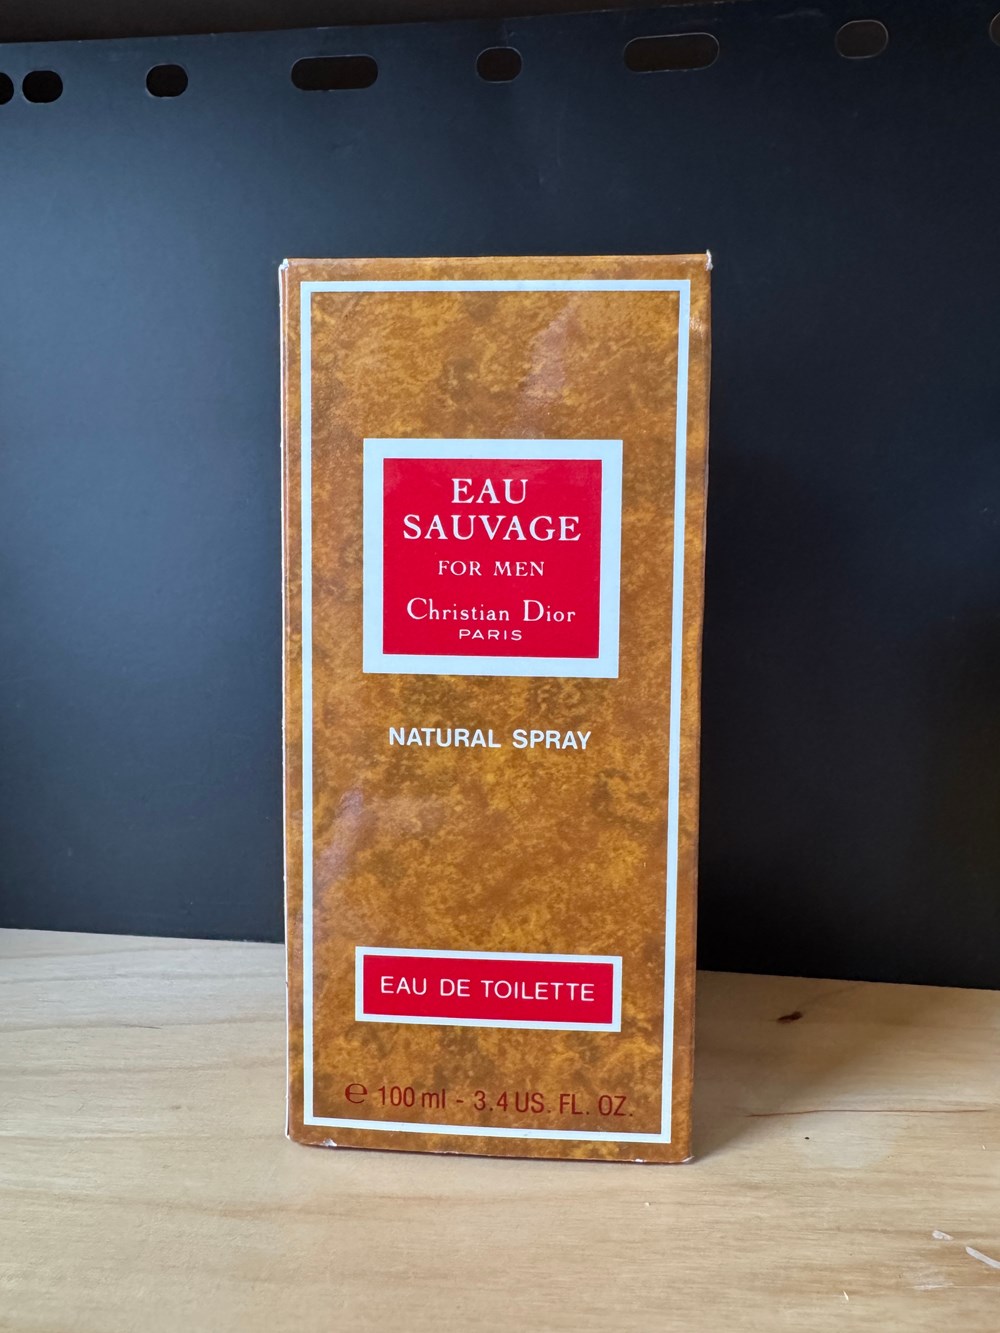 EAU
SAUVAGE
FOR MEN
Christian Dior
PARIS
NATURAL SPRAY
EAU DE TOILETTE
℮ 100 ml - 3.4 US. FL. OZ.